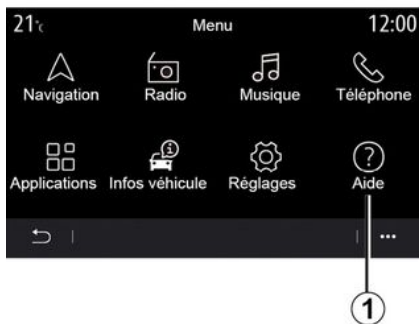 21°c Menu 12:00
Navigation Radio Musique Téléphone
Applications Infos véhicule Réglages Aide
1